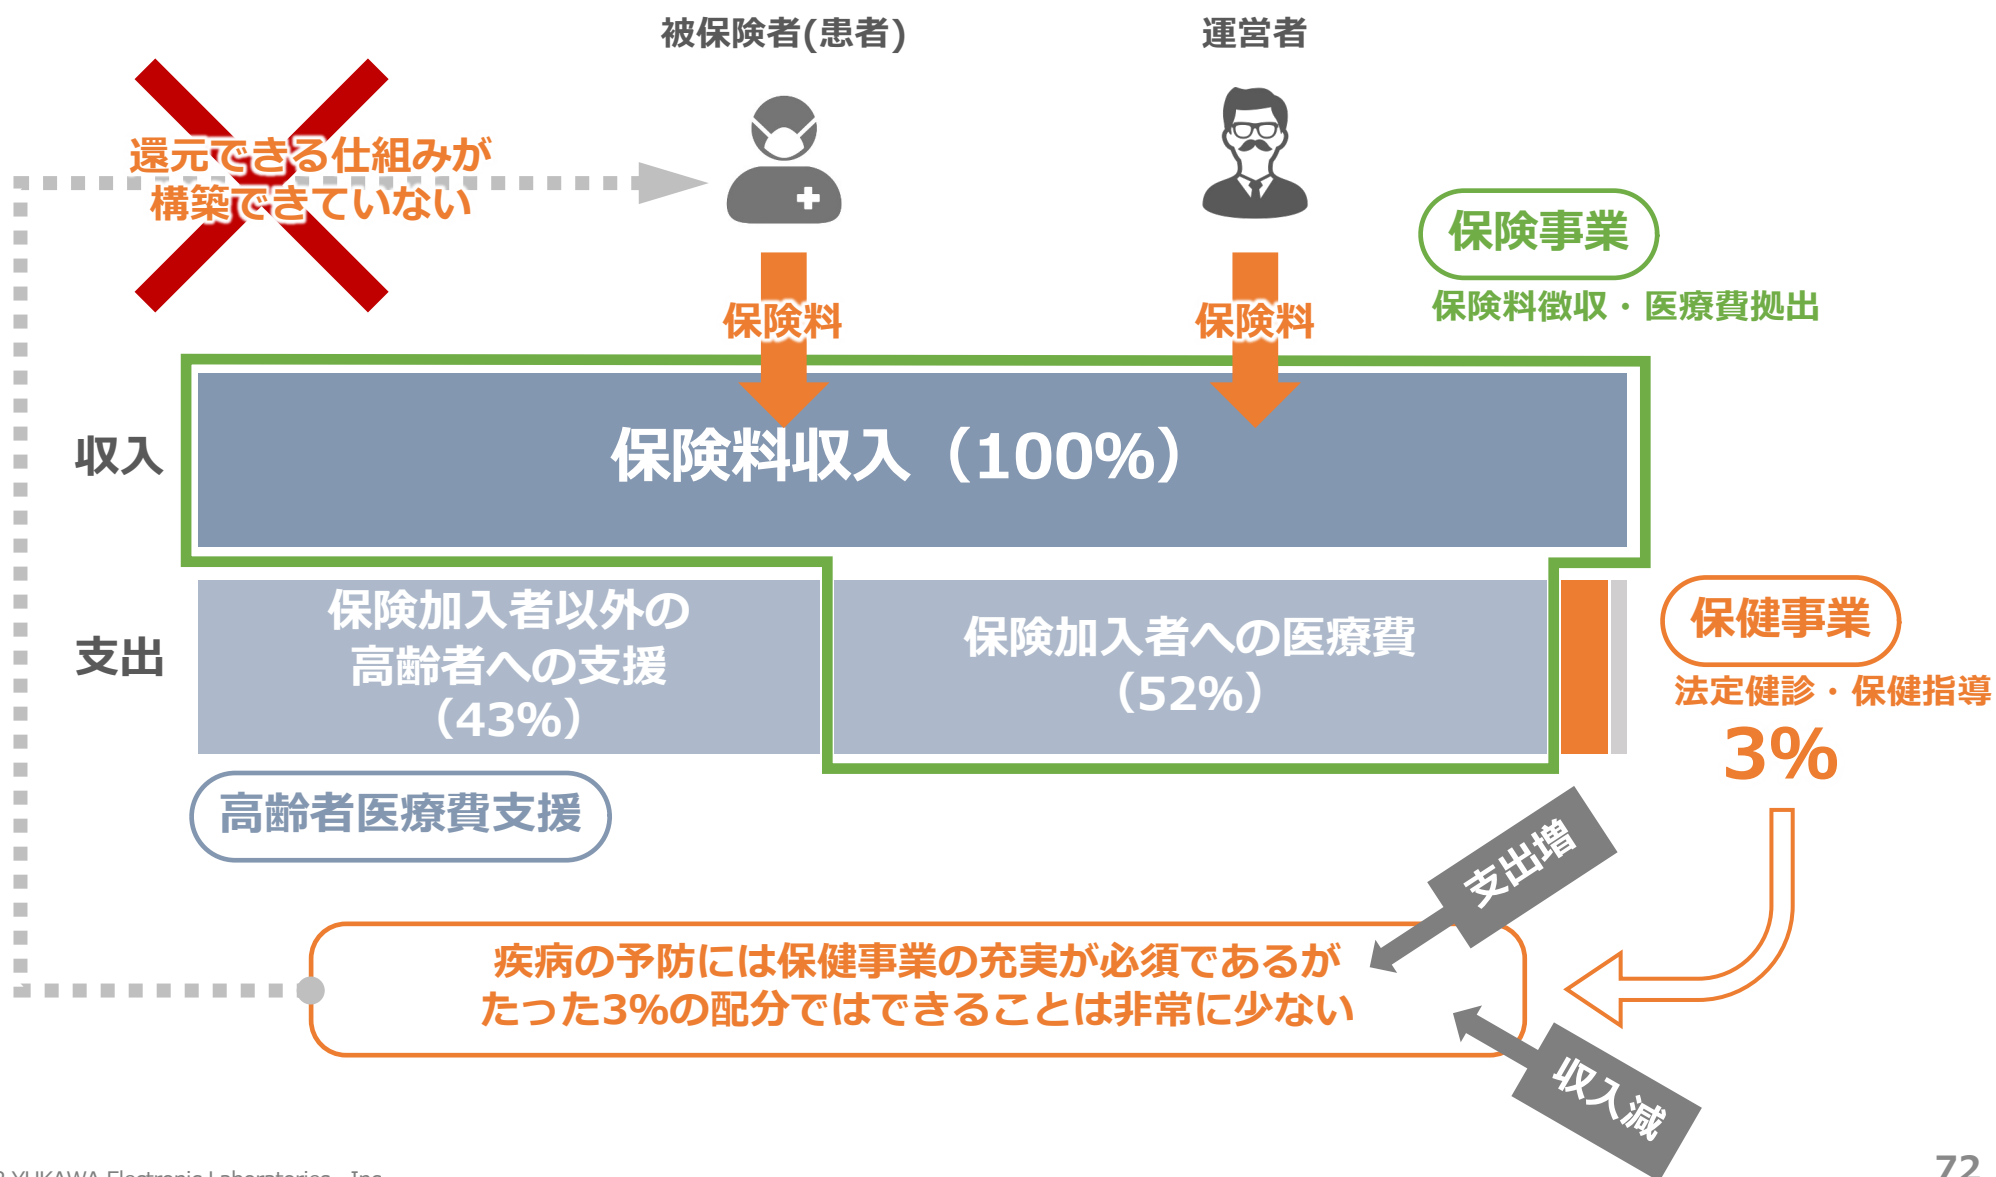 被保険者(患者)
運営者
還元できる仕組みが
構築できていない
保険事業
保険料徴収・医療費拠出
保険料
保険料
収入
保険料収入（100%）
支出
保険加入者以外の
高齢者への支援
（43%）
保険加入者への医療費
（52%）
保健事業
法定健診・保健指導
3%
高齢者医療費支援
支出増
疾病の予防には保健事業の充実が必須であるが
たった3%の配分ではできることは非常に少ない
収入減
YUKAWA Electronic Laboratories., Inc
72